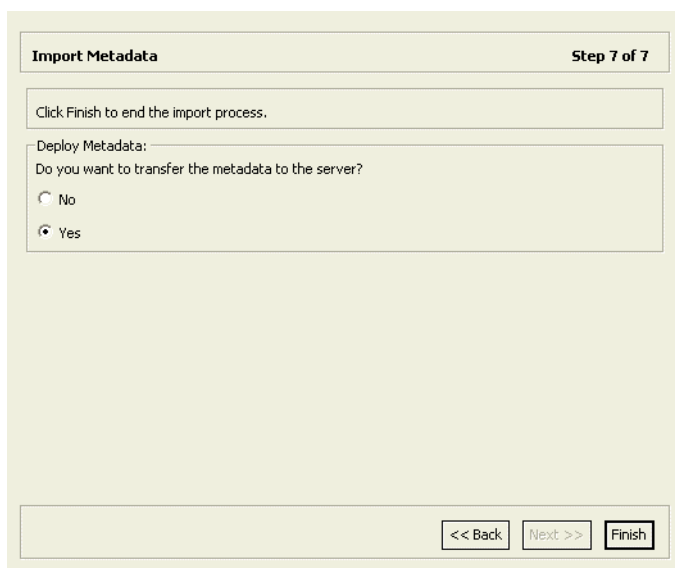 Import Metadata Step 7 of 7
Click Finish to end the import process.
Deploy Metadata:
Do you want to transfer the metadata to the server?
No
Yes
<< Back Next >> Finish